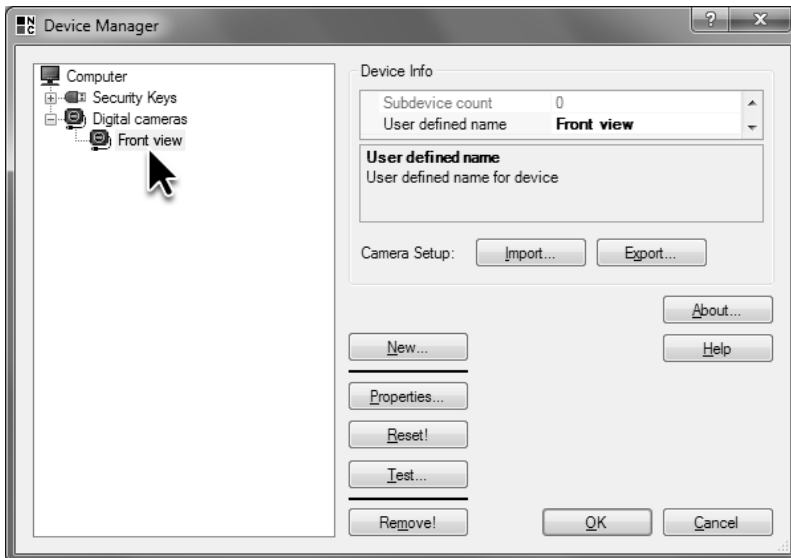 NC Device Manager
?
X
Computer
Security Keys
Digital cameras
Front view
Device Info
Subdevice count 0
User defined name Front view
User defined name
User defined name for device
Camera Setup: Import... Export...
About...
New... Help
Properties...
Reset!
Test...
Remove! OK Cancel